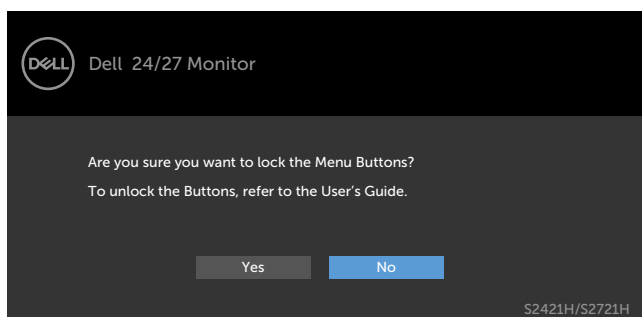 DELL
Dell 24/27 Monitor
Are you sure you want to lock the Menu Buttons?
To unlock the Buttons, refer to the User's Guide.
Yes No
S2421H/S2721H